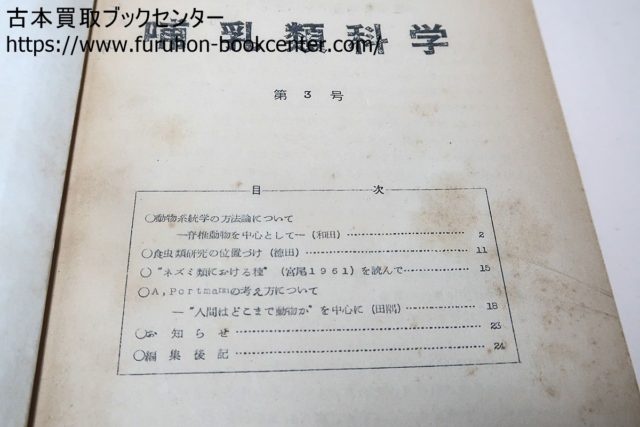 古本買取ブックセンター
https://www.furuhon-bookcenter.com/
哺乳類科学
第3号
目次
○動物系統学の方法論について
―脊椎動物を中心として―(和田)………2
○食虫類研究の位置づけ(徳田)………11
○"ネズミ類における種"(宮尾1961)を読んで………15
○A,Portmannの考え方について
―"人間はどこまで動物か"を中心に(田隅)………18
○お知らせ………23
○編集後記………24